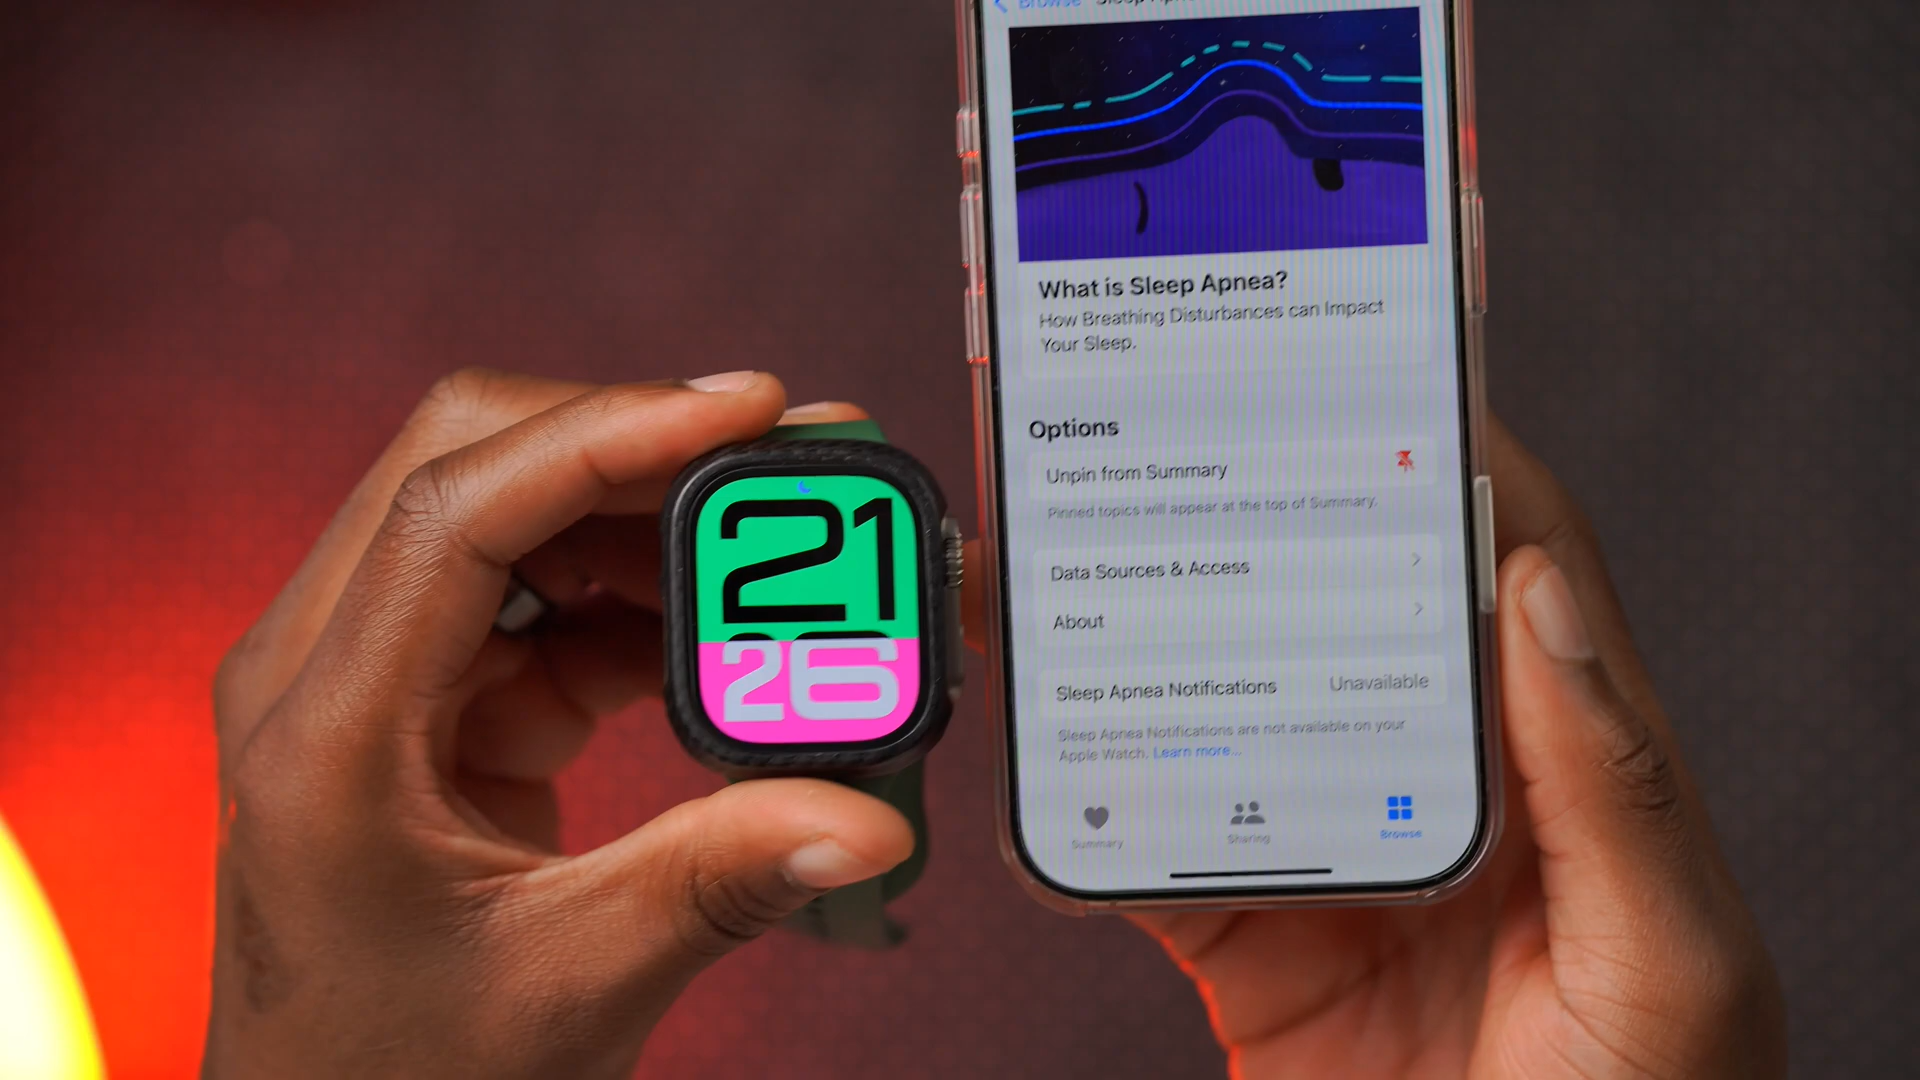 Browse
21
26
What is Sleep Apnea?
How Breathing Disturbances can Impact
Your Sleep.
Options
Unpin from Summary
Pinned topics will appear at the top of Summary.
Data Sources & Access
About
Sleep Apnea Notifications Unavailable
Sleep Apnea Notifications are not available on your
Apple Watch. Learn more...
Summary Sharing Browse